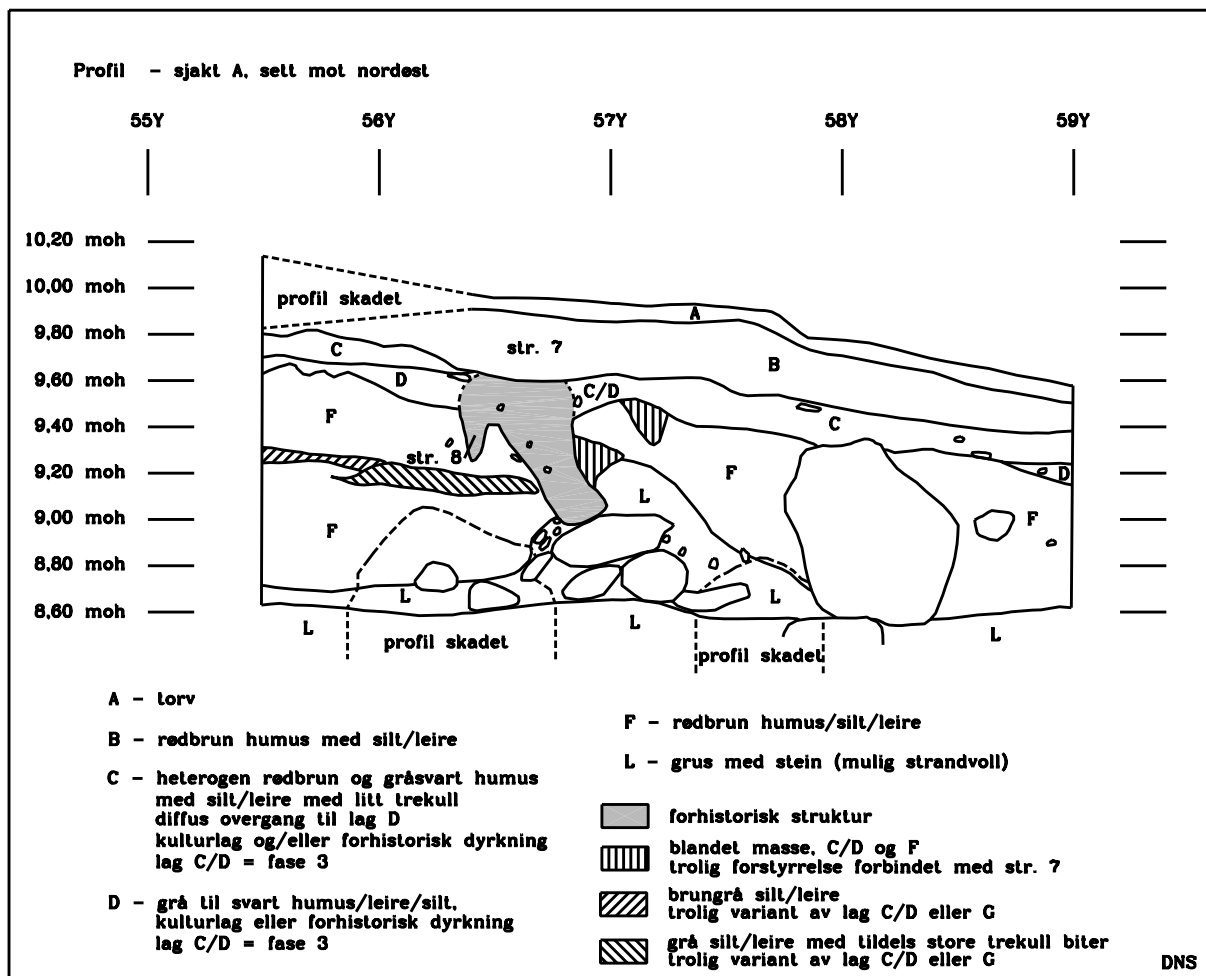 Profil – sjakt A, sett mot nordøst
55Y 56Y 57Y 58Y 59Y
10,20 moh
10,00 moh
9,80 moh
9,60 moh
9,40 moh
9,20 moh
9,00 moh
8,80 moh
8,60 moh
profil skadet
A
str. 7
C
B
D
C/D
C
F
str. 8
F
D
L
F
F
L
L
L
profil skadet
L
L
profil skadet
A – torv
B – rødbrun humus med silt/leire
C – heterogen rødbrun og gråsvart humus
med silt/leire med litt trekull
diffus overgang til lag D
kulturlag og/eller forhistorisk dyrkning
lag C/D = fase 3
D – grå til svart humus/leire/silt,
kulturlag eller forhistorisk dyrkning
lag C/D = fase 3
F – rødbrun humus/silt/leire
L – grus med stein (mulig strandvoll)
forhistorisk struktur
blandet masse, C/D og F
trolig forstyrrelse forbindet med str. 7
brungrå silt/leire
trolig variant av lag C/D eller G
grå silt/leire med tildels store trekull biter
trolig variant av lag C/D eller G
DNS